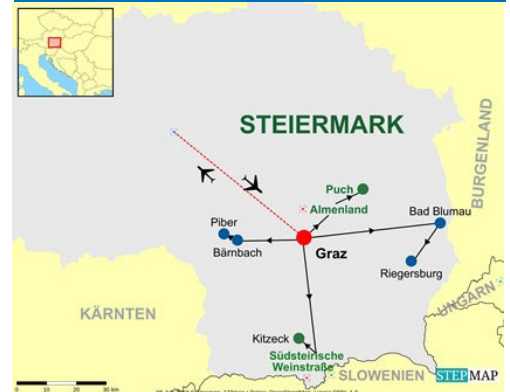 STEIERMARK
BURGENLAND
Puch
Almenland
Bad Blumau
Piber
Bärnbach
Graz
Riegersburg
UNGARN
KÄRNTEN
Kitzeck
Südsteirische
Weinstraße
SLOWENIEN
STEPMAP
0 10 20 30 km